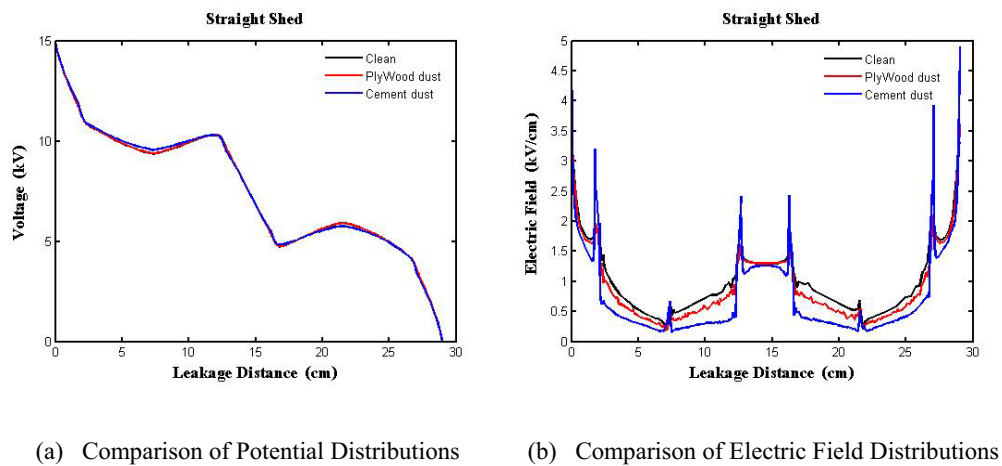 Straight Shed
15
10
5
0
Voltage (kV)
Clean
PlyWood dust
Cement dust
0 5 10 15 20 25 30
Leakage Distance (cm)
Straight Shed
5
4.5
4
3.5
3
2.5
2
1.5
1
0.5
0
Electric Field (kV/cm)
Clean
PlyWood dust
Cement dust
0 5 10 15 20 25 30
Leakage Distance (cm)
(a) Comparison of Potential Distributions
(b) Comparison of Electric Field Distributions